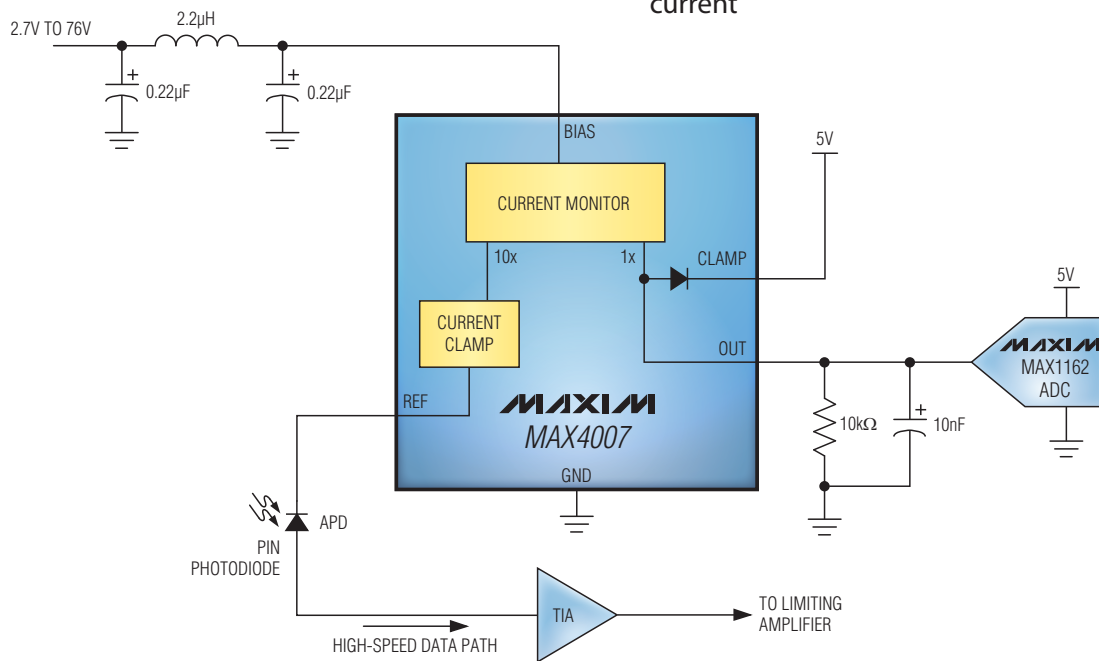 current
2.7V TO 76V
2.2µH
+
0.22µF
+
0.22µF
BIAS
5V
CURRENT MONITOR
10x
1x
CLAMP
5V
CURRENT
CLAMP
OUT
MAXIM
MAX1162
ADC
REF
MAXIM
MAX4007
10kΩ
+
10nF
GND
APD
PIN
PHOTODIODE
TIA
TO LIMITING
AMPLIFIER
HIGH-SPEED DATA PATH